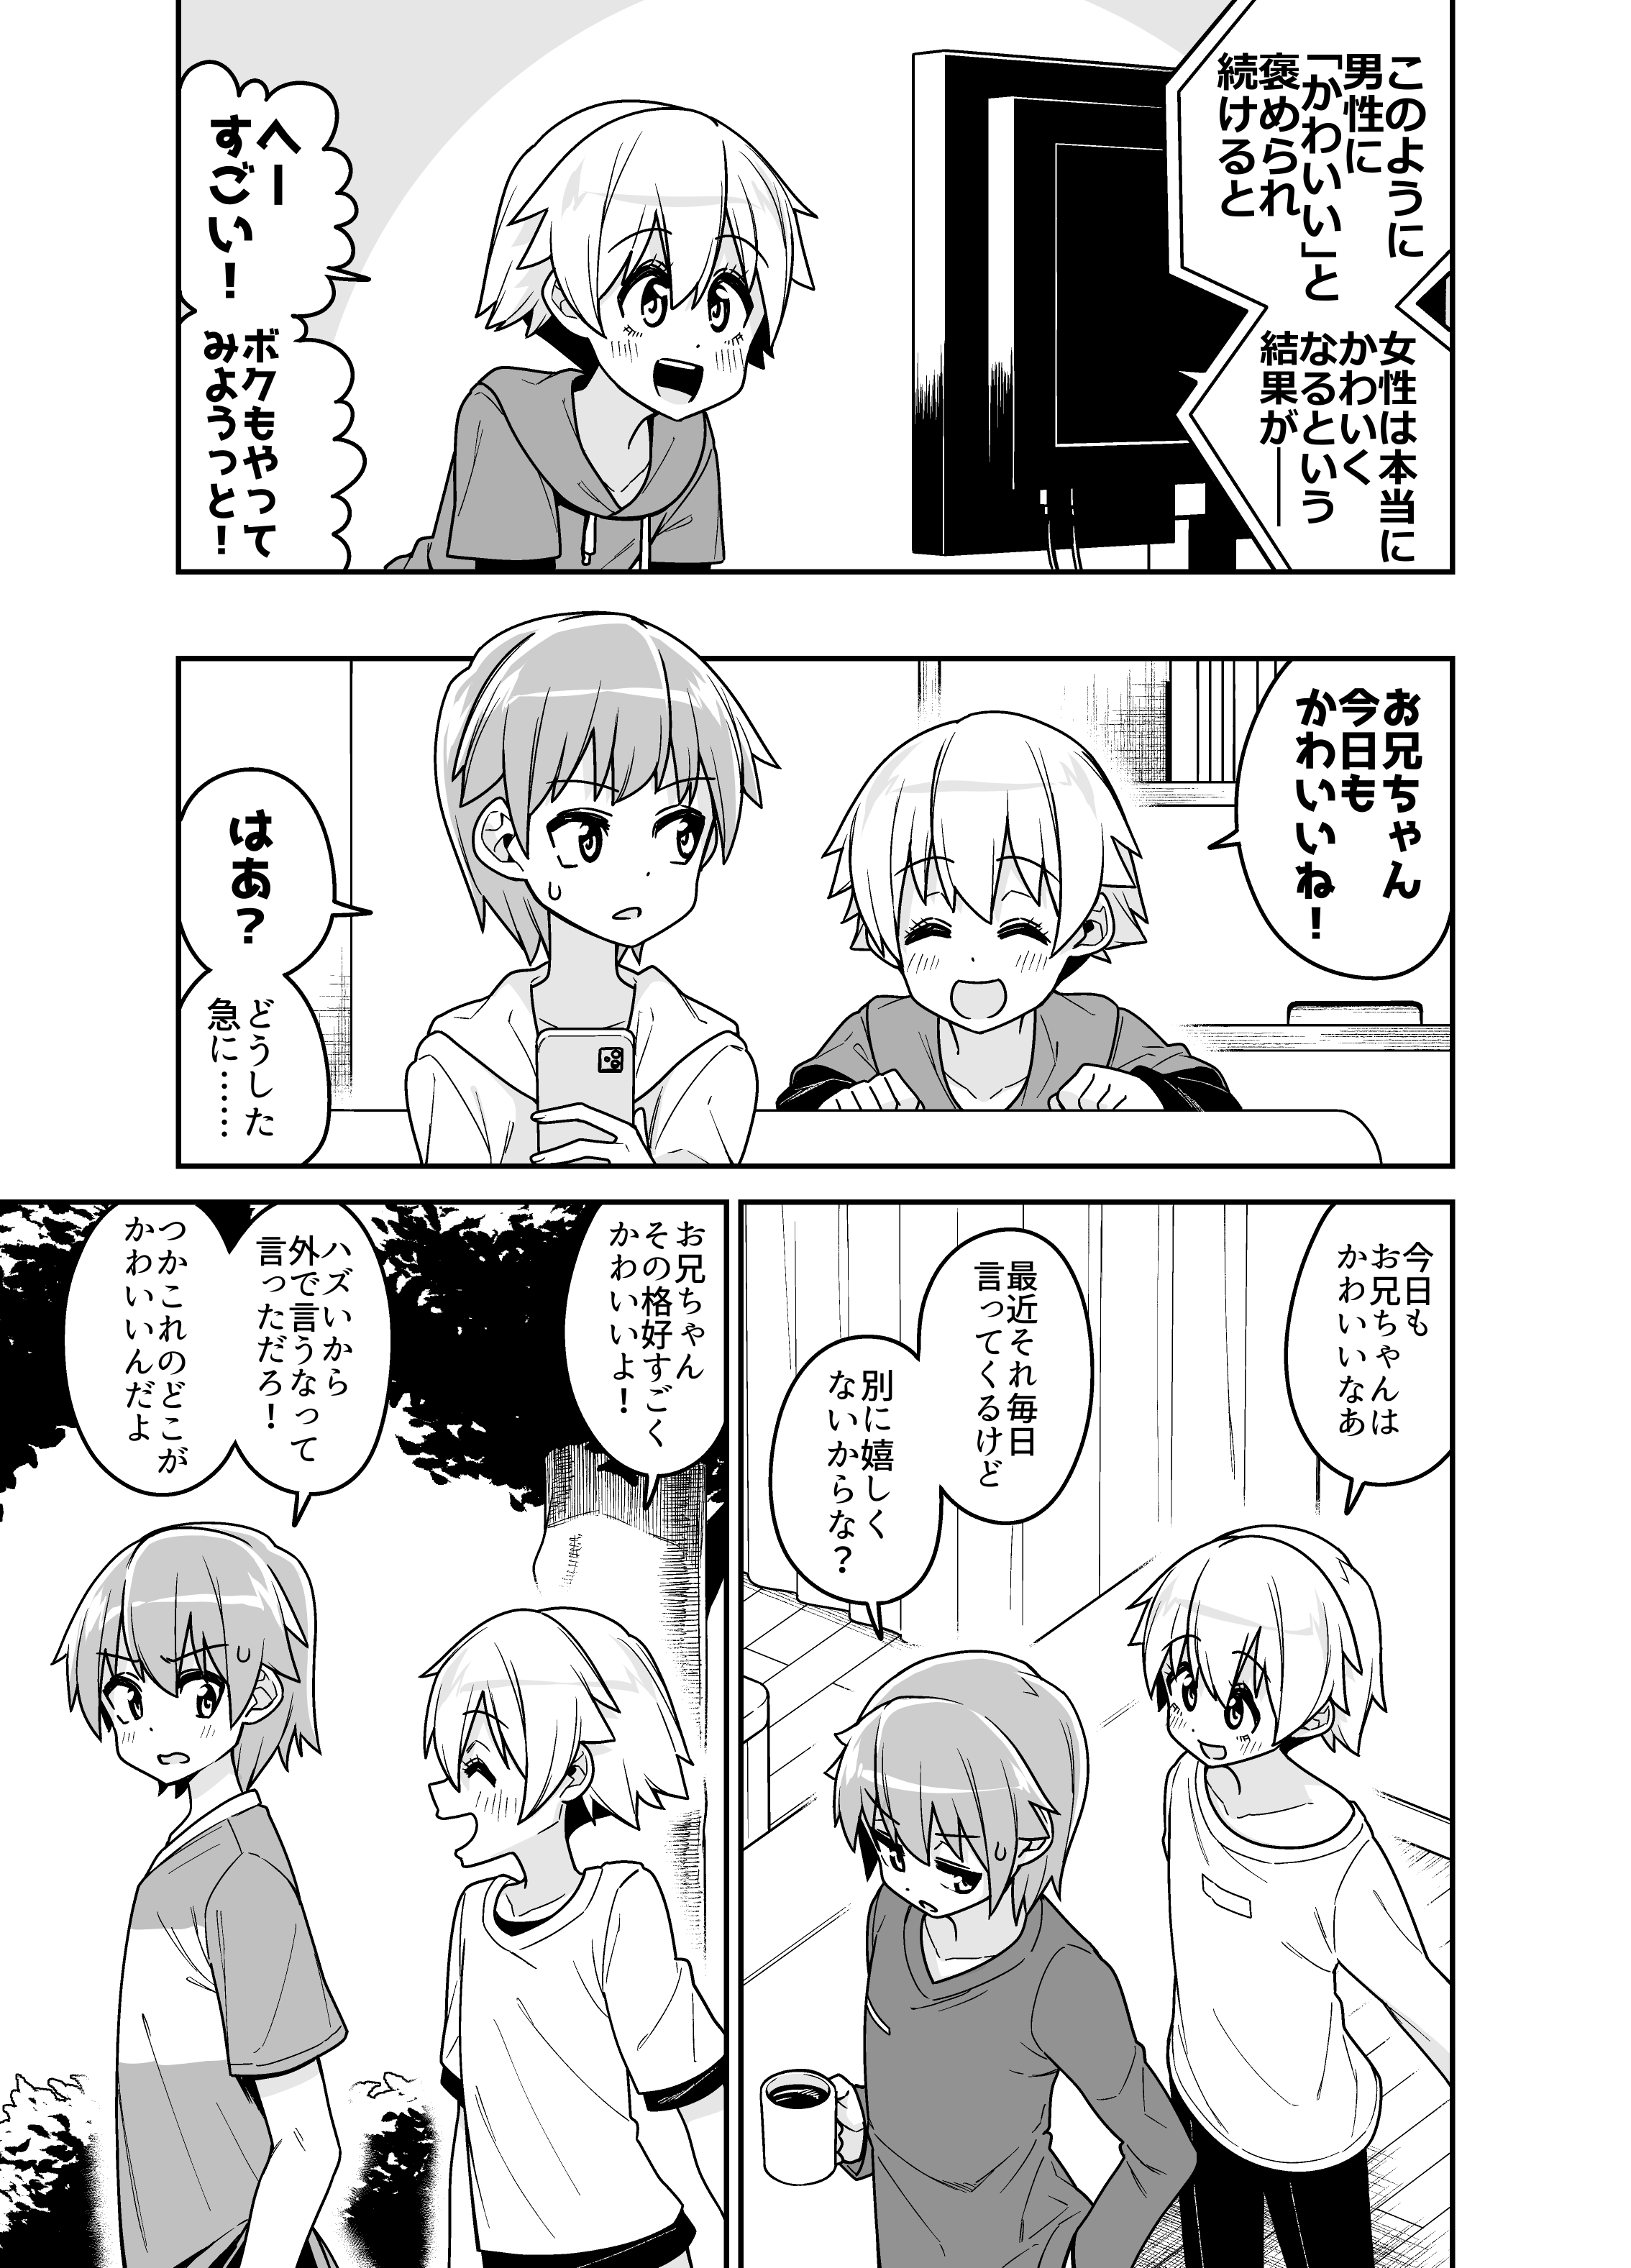 このように
男性に
「かわいい」と
褒められ
続けると
女性は本当に
かわいく
なるという
結果が――
へー
すごい！
ボクもやって
みようっと！
お兄ちゃん
今日も
かわいいね！
はあ？
どうした
急に……
今日も
お兄ちゃんは
かわいいなあ
最近それ毎日
言ってくるけど
別に嬉しく
ないからな？
お兄ちゃん
その格好すごく
かわいいよ！
ハズいから
外で言うなって
言っただろ！
つかこれのどこが
かわいいんだよ